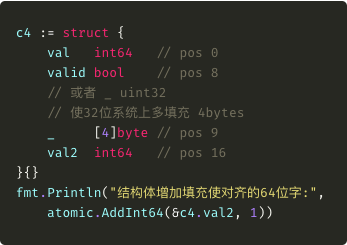 c4 := struct {
    val   int64   // pos 0
    valid bool    // pos 8
    // 或者 _ uint32
    // 使32位系统上多填充 4bytes
    _     [4]byte // pos 9
    val2  int64   // pos 16
}{}
fmt.Println("结构体增加填充使对齐的64位字:",
    atomic.AddInt64(&c4.val2, 1))